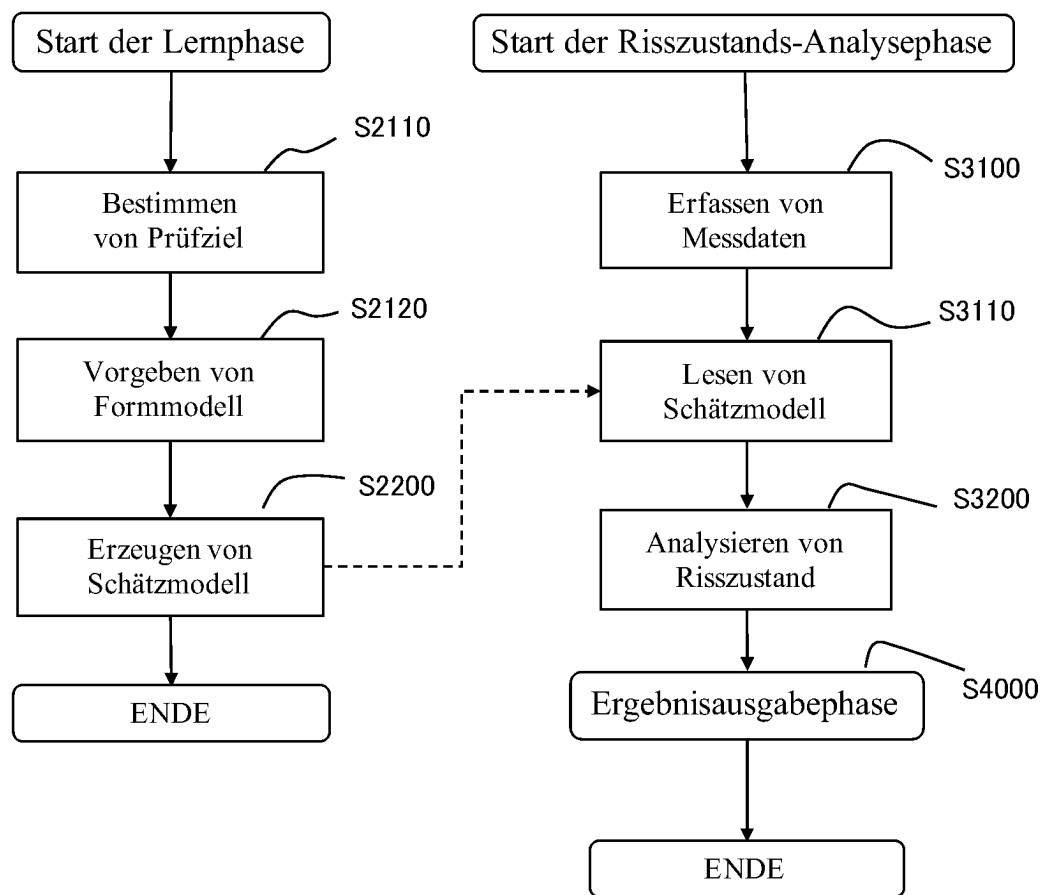 Start der Lernphase
S2110
Bestimmen
von Prüfziel
S2120
Vorgeben von
Formmodell
S2200
Erzeugen von
Schätzmodell
ENDE
Start der Risszustands-Analysephase
S3100
Erfassen von
Messdaten
S3110
Lesen von
Schätzmodell
S3200
Analysieren von
Risszustand
S4000
Ergebnisausgabephase
ENDE